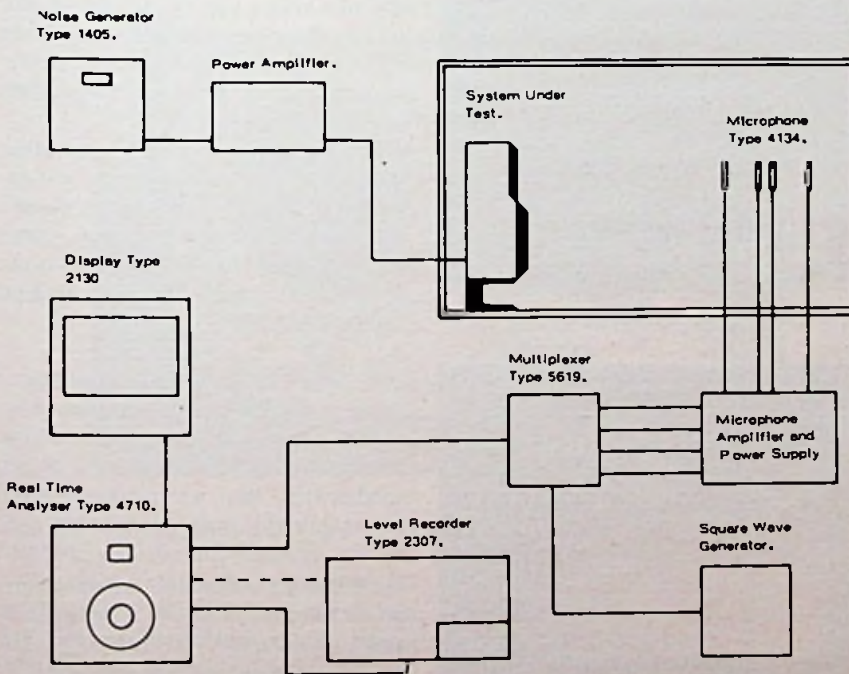 Noise Generator
Type 1405.
Power Amplifier.
System Under
Test.
Microphone
Type 4134.
Display Type
2130
Multiplexer
Type 5619.
Microphone
Amplifier and
Power Supply
Real Time
Analyser Type 4710.
Level Recorder
Type 2307.
Square Wave
Generator.